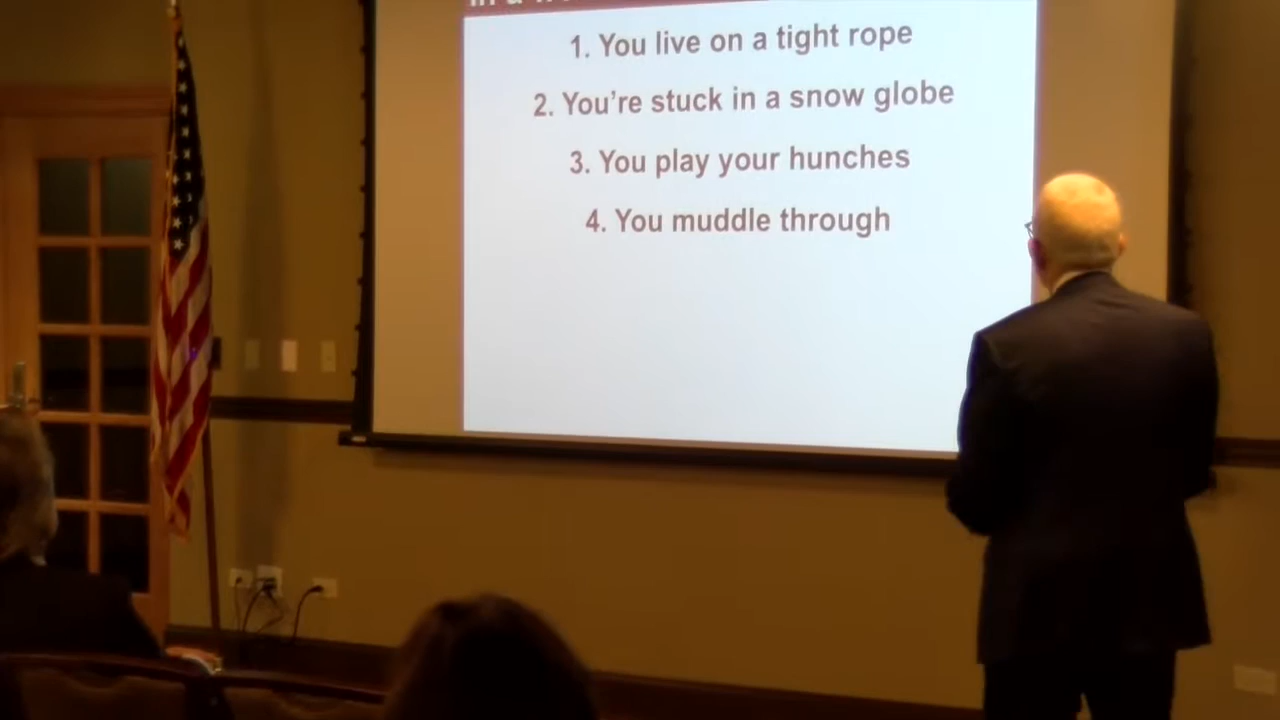 in a
1. You live on a tight rope
2. You're stuck in a snow globe
3. You play your hunches
4. You muddle through